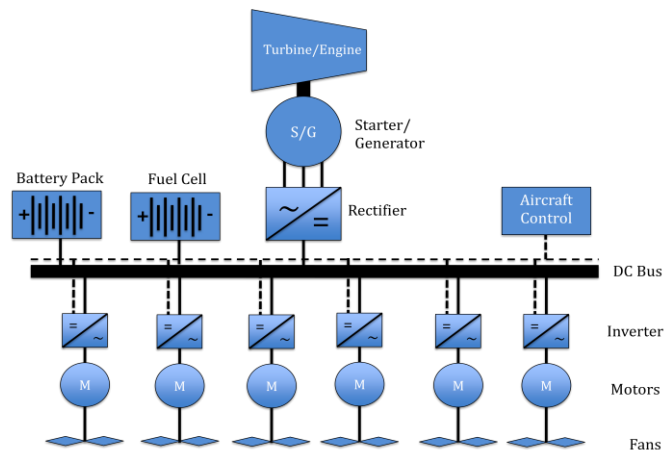 Turbine/Engine
S/G
Starter/
Generator
Battery Pack
Fuel Cell
+ -
+ -
~
=
Rectifier
Aircraft
Control
DC Bus
= ~
= ~
= ~
= ~
= ~
= ~
Inverter
M
M
M
M
M
M
Motors
Fans